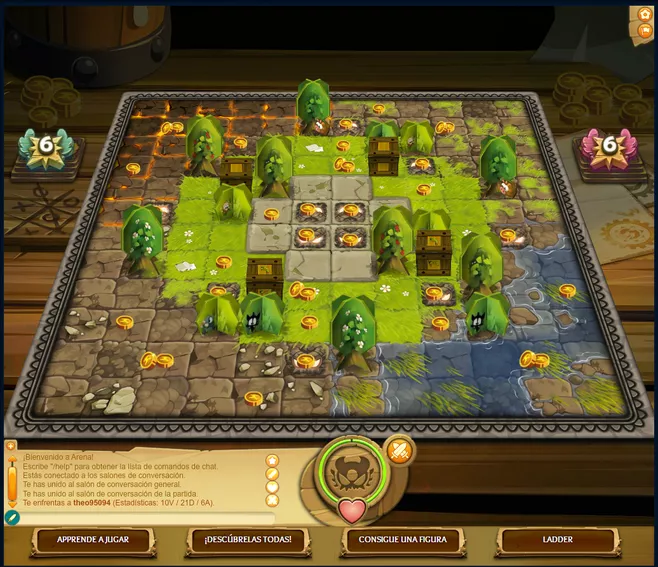 6
6
¡Bienvenido a Arena!
Escribe "/help" para obtener la lista de comandos de chat.
Estás conectado a los salones de conversación.
Te has unido al salón de conversación general.
Te has unido al salón de conversación de la partida
Te enfrentas a theo95094 (Estadísticas: 10V / 21D / 6A).
APRENDE A JUGAR
¡DESCÚBRELAS TODAS!
CONSIGUE UNA FIGURA
LADDER